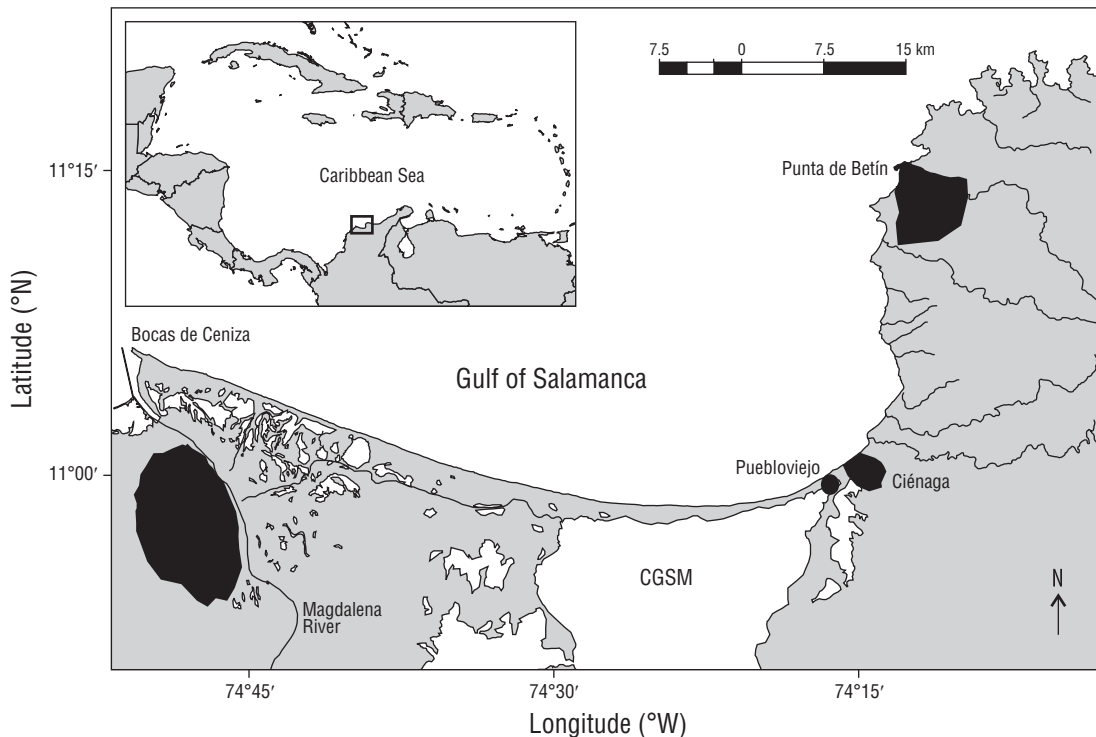 7.5 0 7.5 15 km
Caribbean Sea
Punta de Betín
11°15′
Latitude (°N)
Bocas de Ceniza
Gulf of Salamanca
Puebloviejo
Ciénaga
11°00′
CGSM
N
Magdalena
River
74°45′ 74°30′ 74°15′
Longitude (°W)